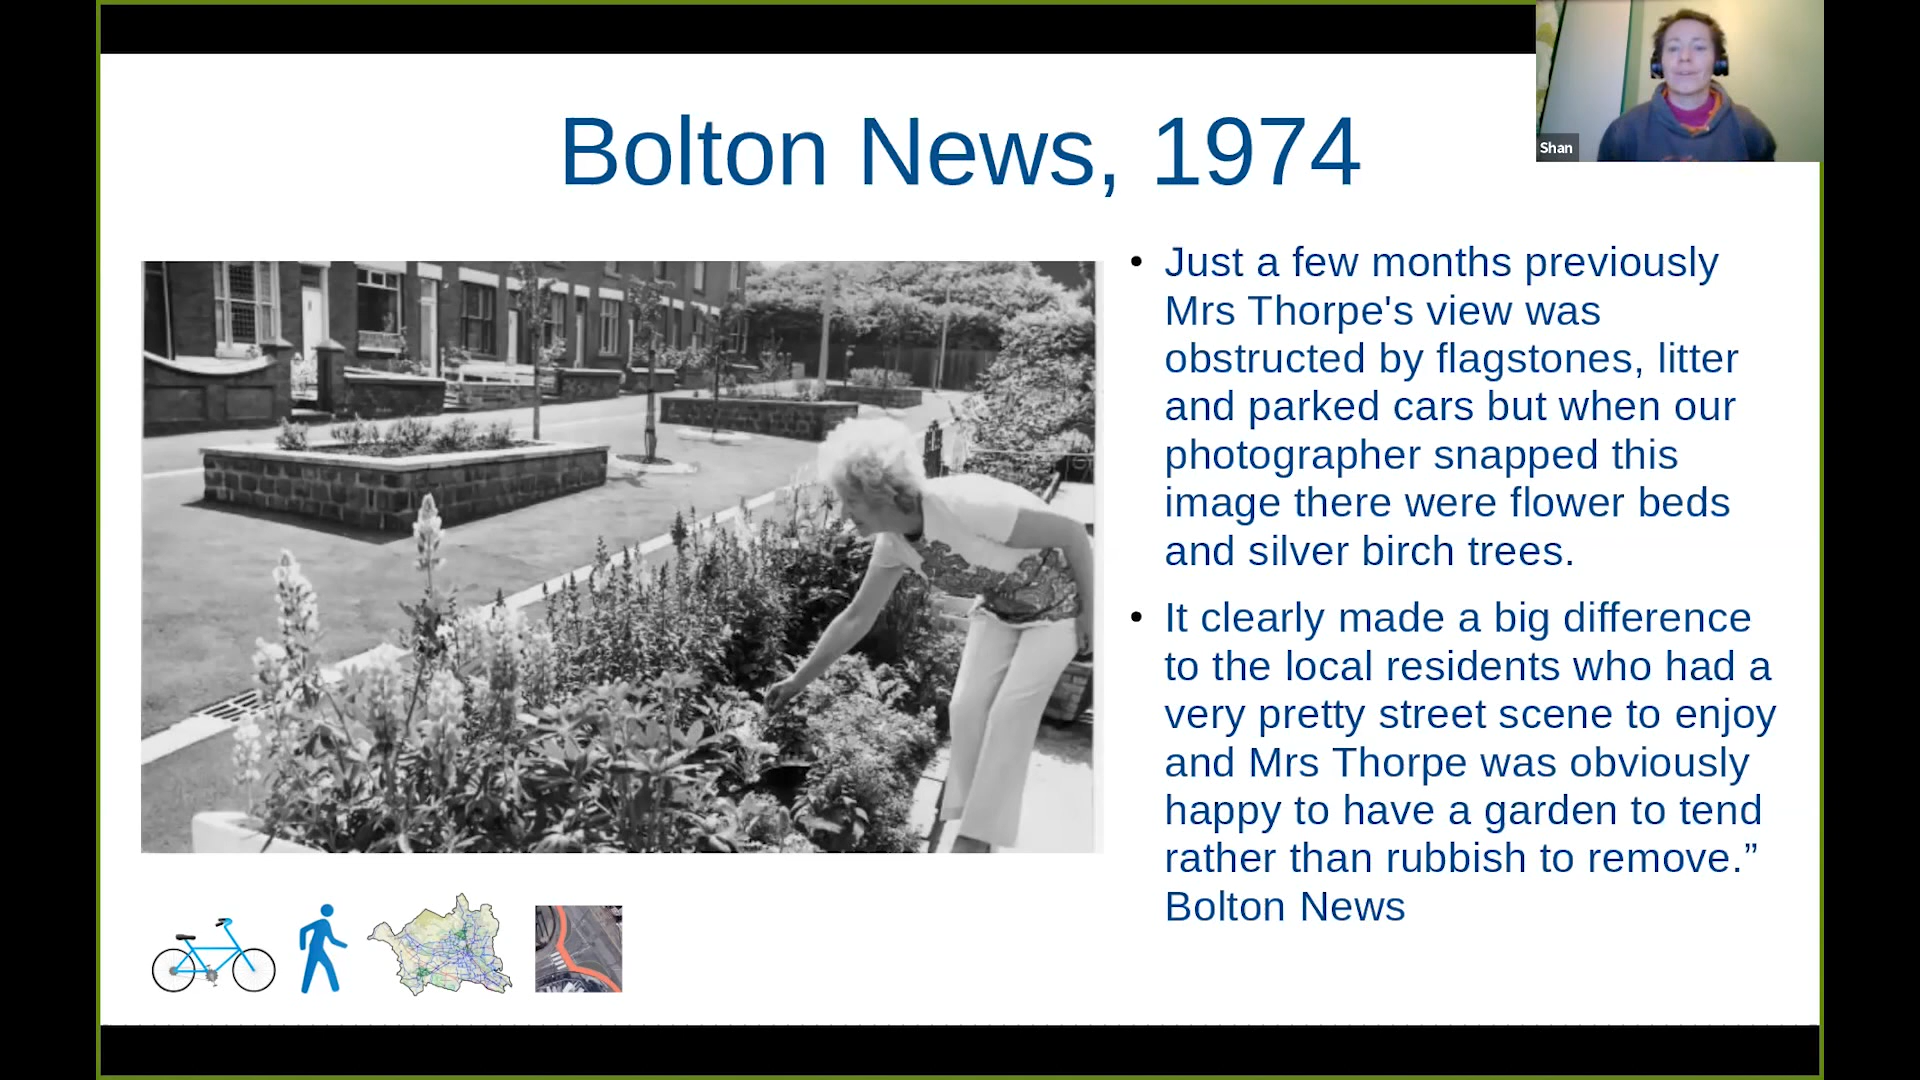 Shan
Bolton News, 1974
Just a few months previously
Mrs Thorpe's view was
obstructed by flagstones, litter
and parked cars but when our
photographer snapped this
image there were flower beds
and silver birch trees.
It clearly made a big difference
to the local residents who had a
very pretty street scene to enjoy
and Mrs Thorpe was obviously
happy to have a garden to tend
rather than rubbish to remove.”
Bolton News